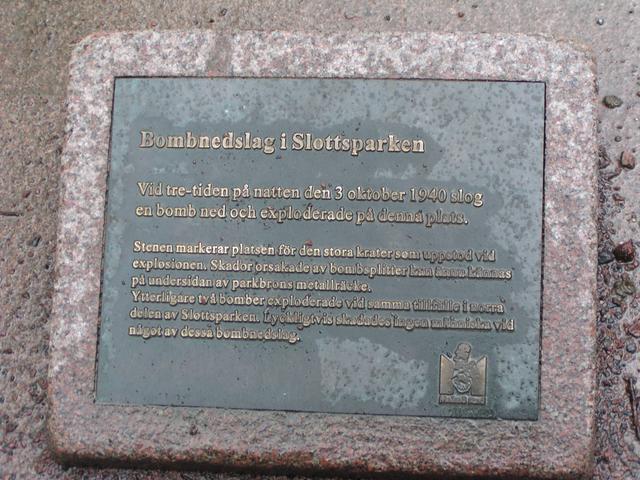 Bombnedslag i Slottsparken
Vid tre-tiden på natten den 3 oktober 1940 slog
en bomb ned och exploderade på denna plats.
Stenen markerar platsen för den stora krater som uppstod vid
explosionen. Skador orsakade av bombsplitter kan ännu kännas
på undersidan av parkbrons metallräcke.
Ytterligare två bomber exploderade vid samma tillfälle i norra
delen av Slottsparken. Lyckligtvis skadades ingen människa vid
något av dessa bombnedslag.